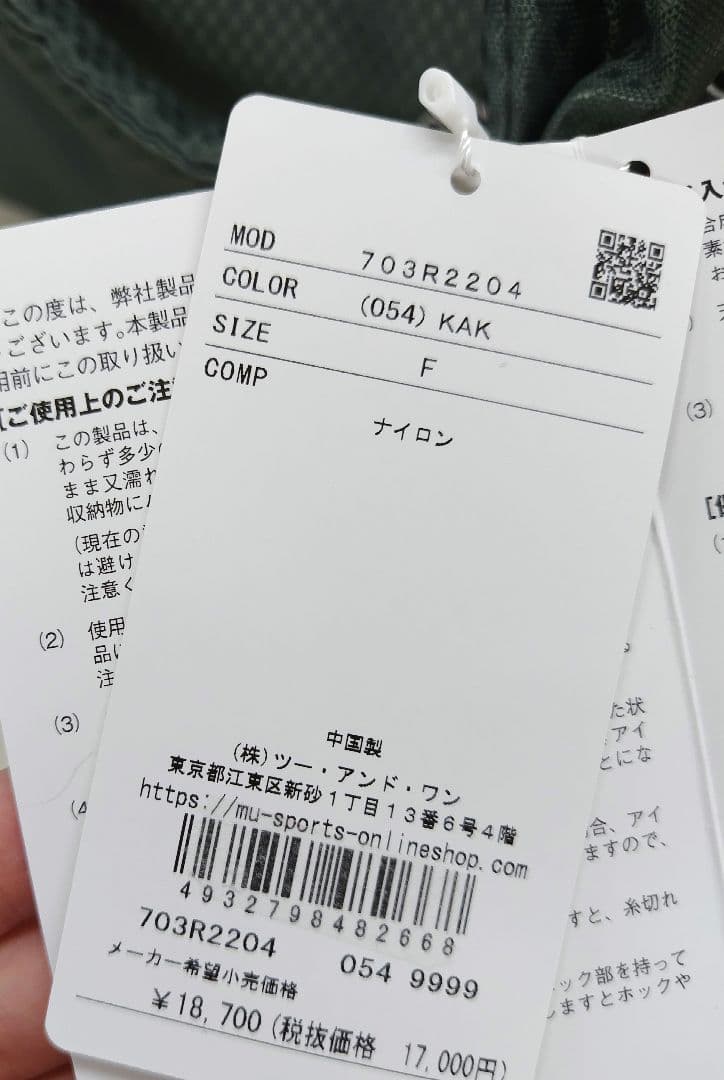 MOD 703R2204
COLOR (054) KAK
SIZE F
COMP
ナイロン
中国製
(株)ツー・アンド・ワン
東京都江東区新砂1丁目13番6号4階
https://mu-sports-onlineshop.com
4932798482668
703R2204 054 9999
メーカー希望小売価格
¥18,700(税抜価格 17,000円)
この度は、弊社製品
ございます。本製品
用前にこの取り扱い
[ご使用上のご注
(1) この製品は、
わらず多少
まま又濡れ
収納物に
(現在の
は避け
注意く
(2) 使用
品に
注
(3)
(4
入
(3)
た状
アイ
とにな
合、アイ
ますので、
すと、糸切れ
ック部を持って
しますとホックや